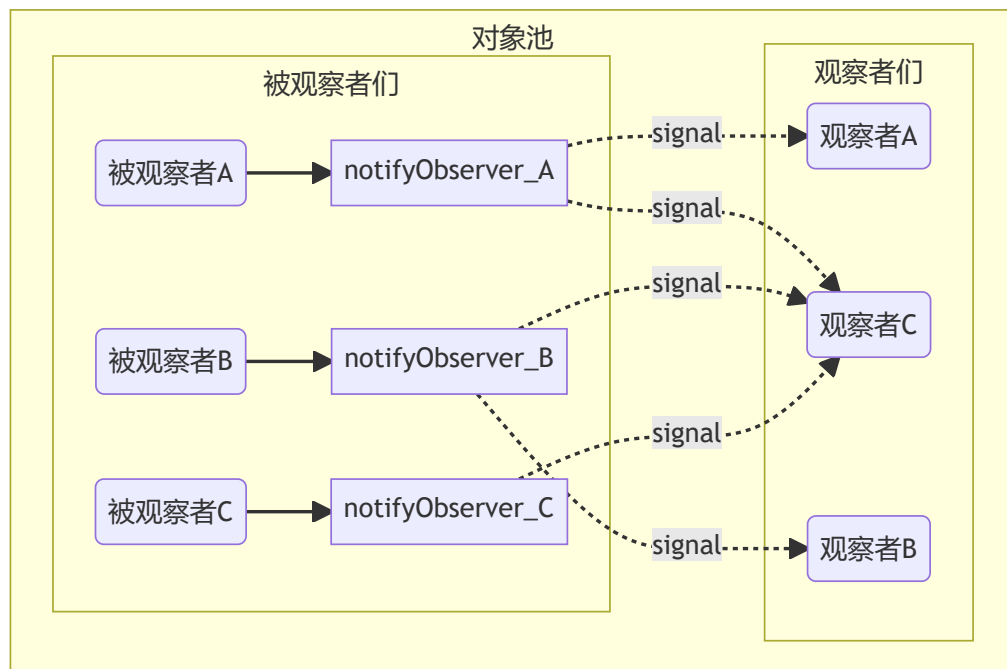 对象池
被观察者们
观察者们
signal
观察者A
被观察者A
notifyObserver_A
signal
signal
观察者C
被观察者B
notifyObserver_B
signal
被观察者C
notifyObserver_C
signal
观察者B